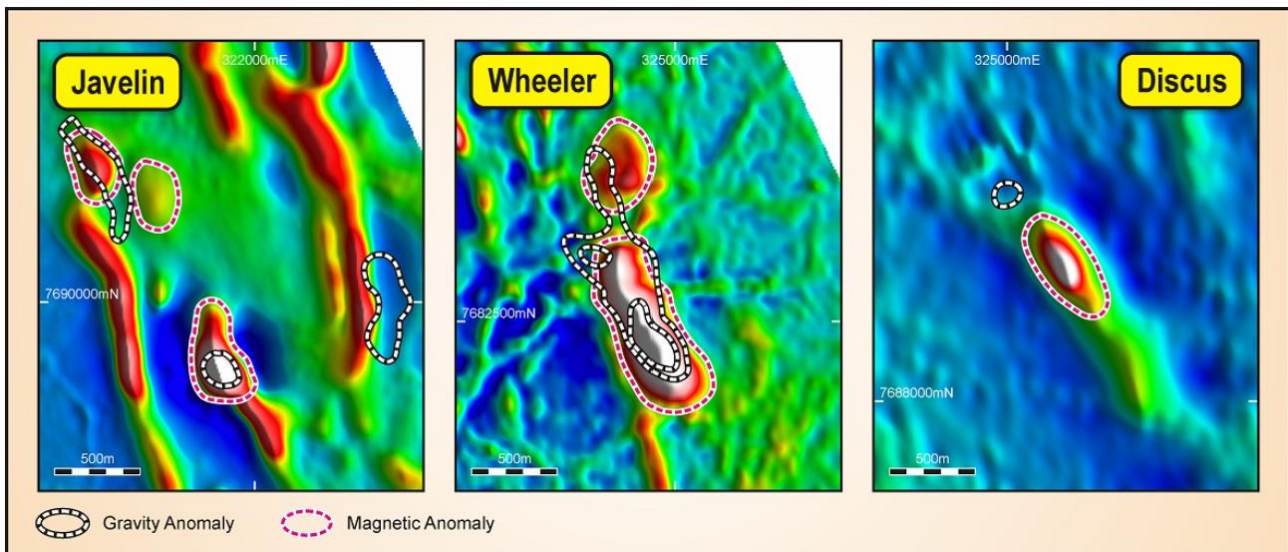 Javelin
322000mE
7690000mN
500m
Wheeler
325000mE
7682500mN
500m
Discus
325000mE
7688000mN
500m
Gravity Anomaly
Magnetic Anomaly